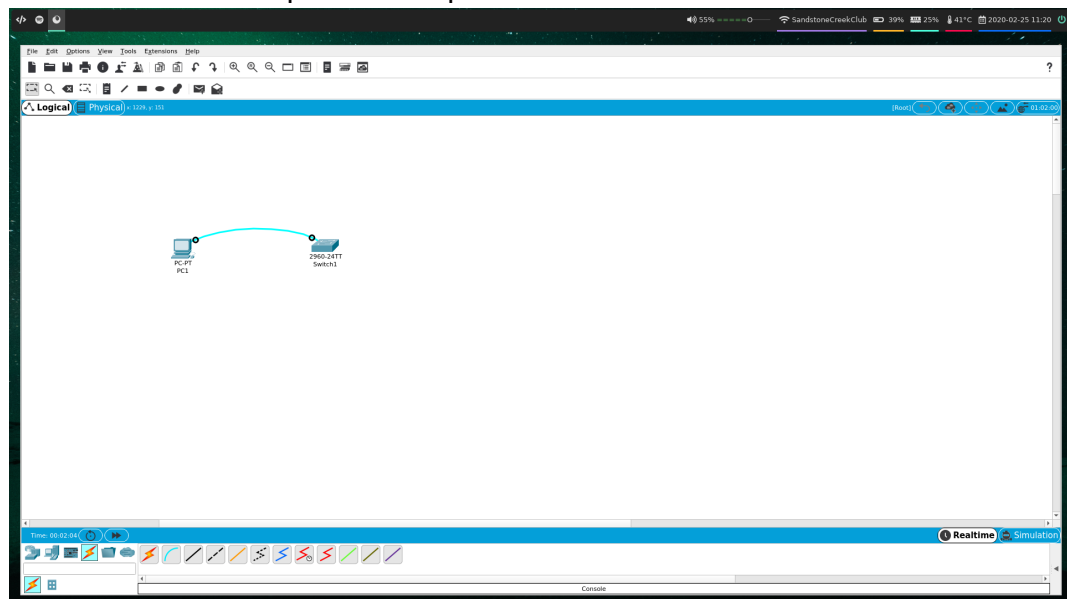 55% SandstoneCreekClub 39% 25% 41°C 2020-02-25 11:20
File Edit Options View Tools Extensions Help
?
Logical Physical x: 1229, y: 151 [Root] 01:02:00
PC-PT
PC1
2960-24TT
Switch1
Time: 00:02:04 Realtime Simulation
Console